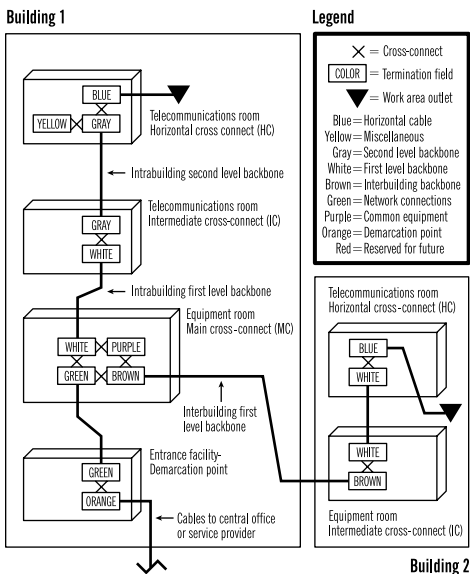 Building 1
BLUE
YELLOW
GRAY
Telecommunications room
Horizontal cross connect (HC)
Intrabuilding second level backbone
Telecommunications room
Intermediate cross-connect (IC)
GRAY
WHITE
Intrabuilding first level backbone
Equipment room
Main cross-connect (MC)
WHITE
PURPLE
GREEN
BROWN
Interbuilding first
level backbone
Entrance facility-
Demarcation point
GREEN
ORANGE
Cables to central office
or service provider
Legend
= Cross-connect
COLOR = Termination field
= Work area outlet
Blue = Horizontal cable
Yellow = Miscellaneous
Gray = Second level backbone
White = First level backbone
Brown = Interbuilding backbone
Green = Network connections
Purple = Common equipment
Orange = Demarcation point
Red = Reserved for future
Telecommunications room
Horizontal cross-connect (HC)
BLUE
WHITE
WHITE
BROWN
Equipment room
Intermediate cross-connect (IC)
Building 2